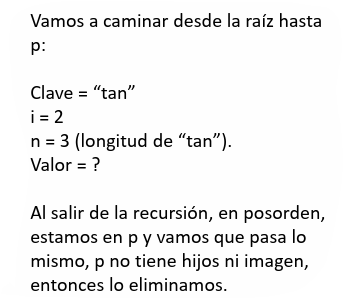 Vamos a caminar desde la raíz hasta
p:
Clave = “tan”
i = 2
n = 3 (longitud de “tan”).
Valor = ?
Al salir de la recursión, en posorden,
estamos en p y vamos que pasa lo
mismo, p no tiene hijos ni imagen,
entonces lo eliminamos.